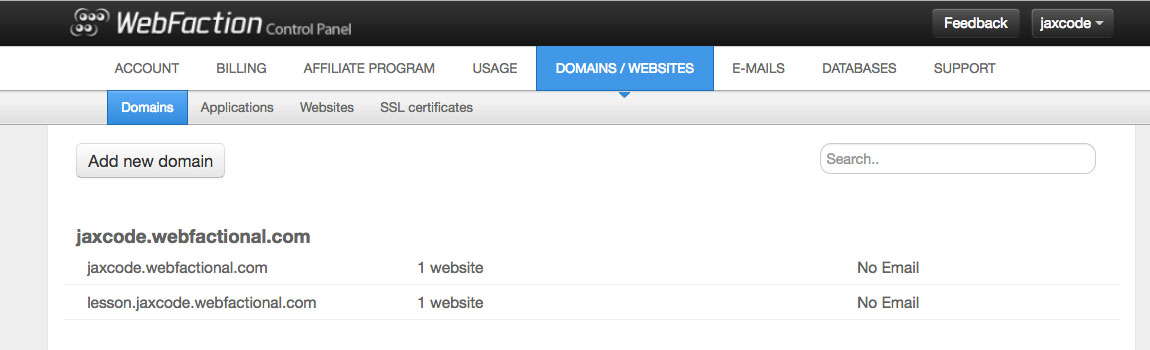 WebFaction Control Panel Feedback jaxcode
ACCOUNT BILLING AFFILIATE PROGRAM USAGE DOMAINS / WEBSITES E-MAILS DATABASES SUPPORT
Domains Applications Websites SSL certificates
Add new domain Search..
jaxcode.webfactional.com
jaxcode.webfactional.com 1 website No Email
lesson.jaxcode.webfactional.com 1 website No Email